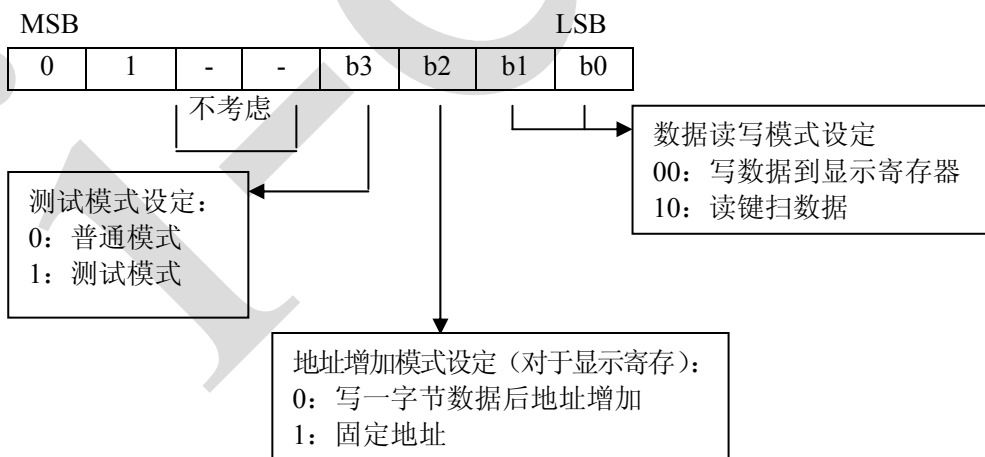 MSB LSB
0 1 - - b3 b2 b1 b0
不考虑
数据读写模式设定
00：写数据到显示寄存器
10：读键扫数据
测试模式设定：
0：普通模式
1：测试模式
地址增加模式设定（对于显示寄存）：
0：写一字节数据后地址增加
1：固定地址